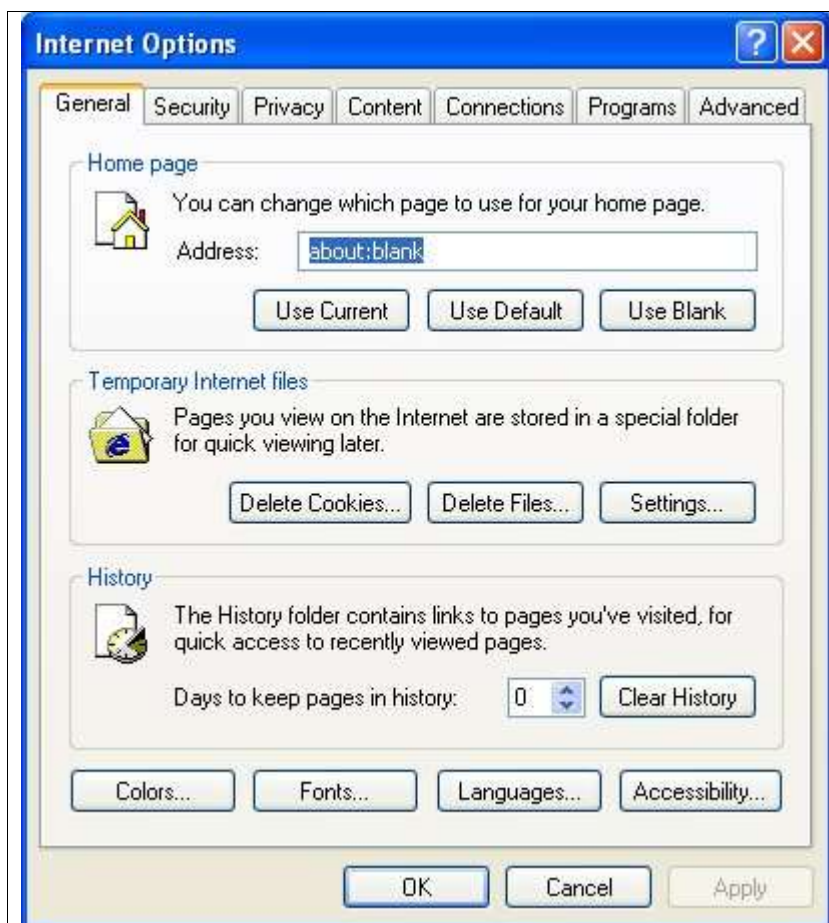 Internet Options
General Security Privacy Content Connections Programs Advanced
Home page
You can change which page to use for your home page.
Address: about:blank
Use Current Use Default Use Blank
Temporary Internet files
Pages you view on the Internet are stored in a special folder
for quick viewing later.
Delete Cookies... Delete Files... Settings...
History
The History folder contains links to pages you've visited, for
quick access to recently viewed pages.
Days to keep pages in history: 0 Clear History
Colors... Fonts... Languages... Accessibility...
OK Cancel Apply